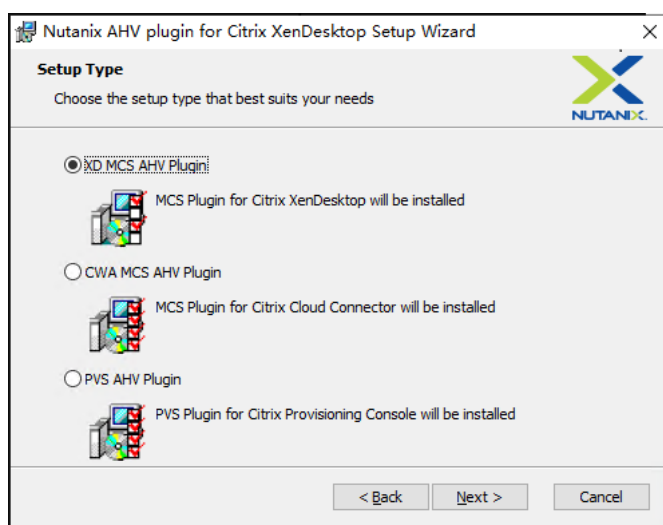 Nutanix AHV plugin for Citrix XenDesktop Setup Wizard
Setup Type
Choose the setup type that best suits your needs
NUTANIX.
XD MCS AHV Plugin
MCS Plugin for Citrix XenDesktop will be installed
CWA MCS AHV Plugin
MCS Plugin for Citrix Cloud Connector will be installed
PVS AHV Plugin
PVS Plugin for Citrix Provisioning Console will be installed
< Back Next > Cancel